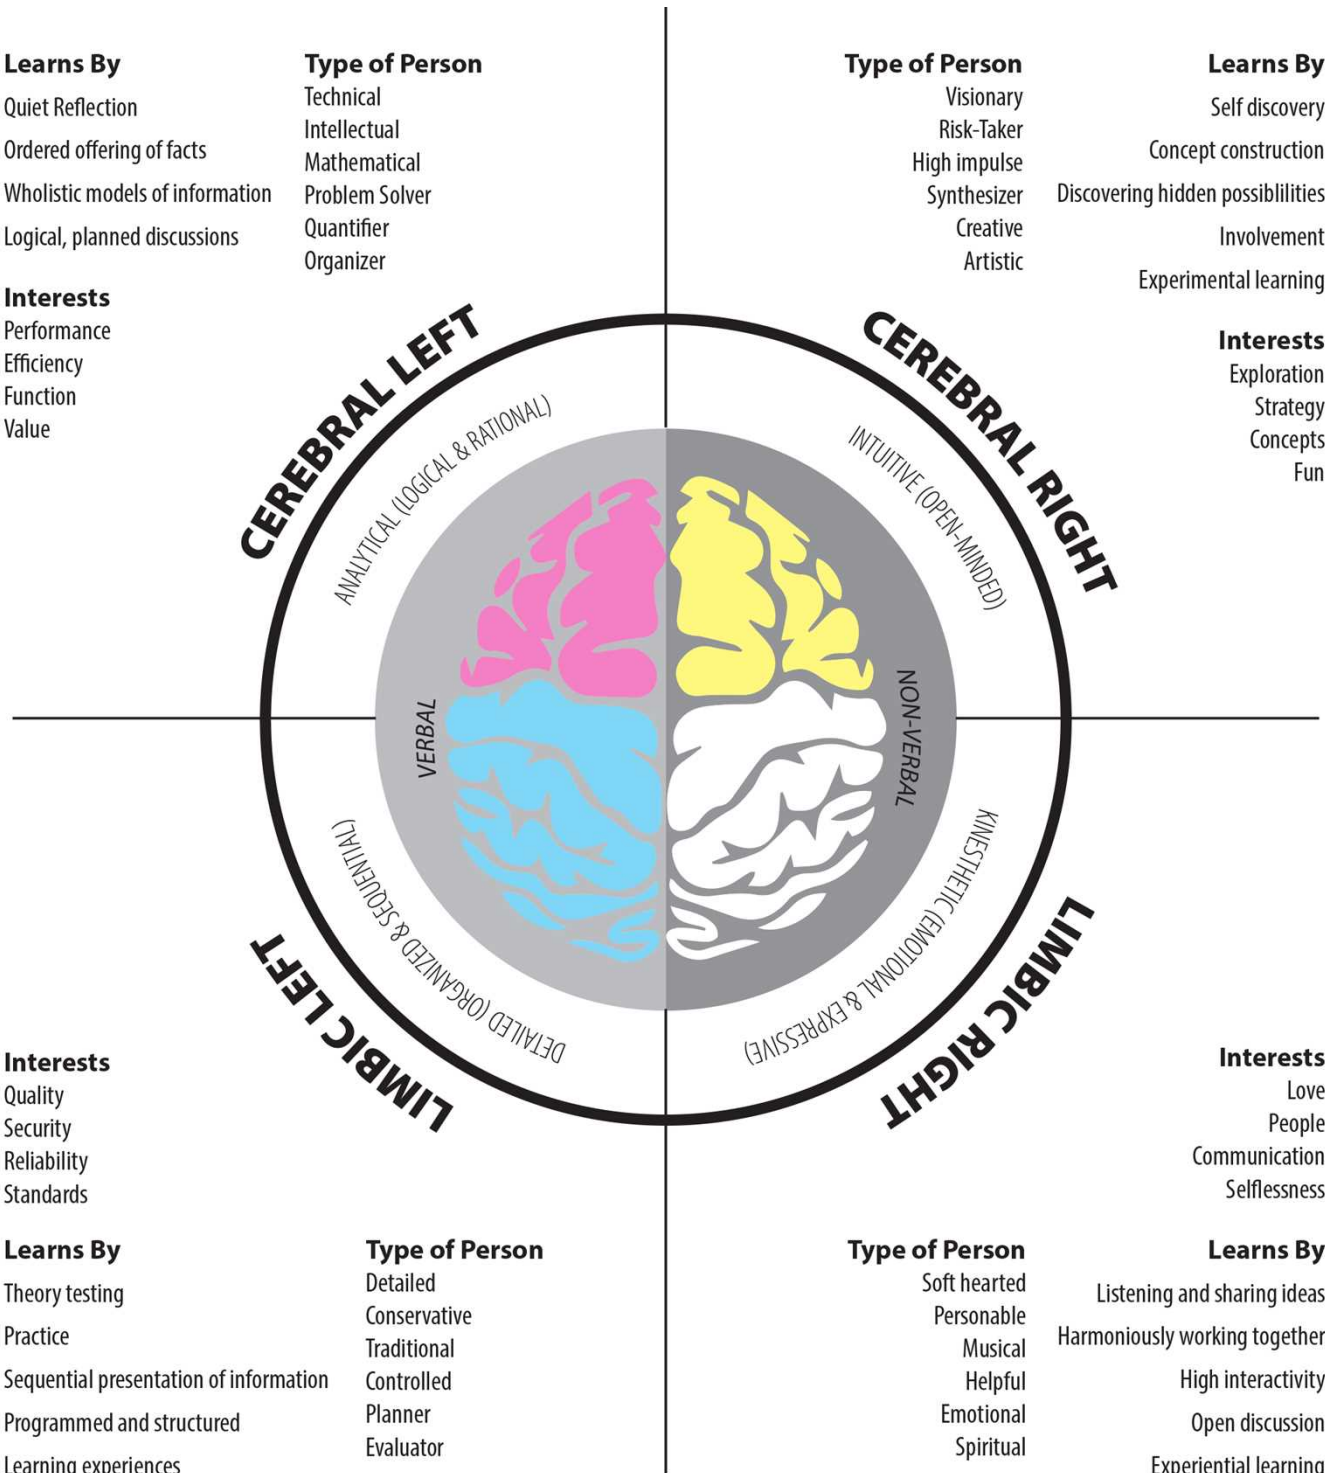 Learns By
Quiet Reflection
Ordered offering of facts
Wholistic models of information
Logical, planned discussions
Interests
Performance
Efficiency
Function
Value
Type of Person
Technical
Intellectual
Mathematical
Problem Solver
Quantifier
Organizer
Type of Person
Visionary
Risk-Taker
High impulse
Synthesizer
Creative
Artistic
Learns By
Self discovery
Concept construction
Discovering hidden possiblilities
Involvement
Experimental learning
Interests
Exploration
Strategy
Concepts
Fun
CEREBRAL LEFT
ANALYTICAL (LOGICAL & RATIONAL)
CEREBRAL RIGHT
INTUITIVE (OPEN-MINDED)
VERBAL
NON-VERBAL
DETAILED (ORGANIZED & SEQUENTIAL)
LIMBIC LEFT
KINESTHETIC (EMOTIONAL & EXPRESSIVE)
LIMBIC RIGHT
Interests
Quality
Security
Reliability
Standards
Learns By
Theory testing
Practice
Sequential presentation of information
Programmed and structured
Learning experiences
Type of Person
Detailed
Conservative
Traditional
Controlled
Planner
Evaluator
Interests
Love
People
Communication
Selflessness
Type of Person
Soft hearted
Personable
Musical
Helpful
Emotional
Spiritual
Learns By
Listening and sharing ideas
Harmoniously working together
High interactivity
Open discussion
Experiential learning